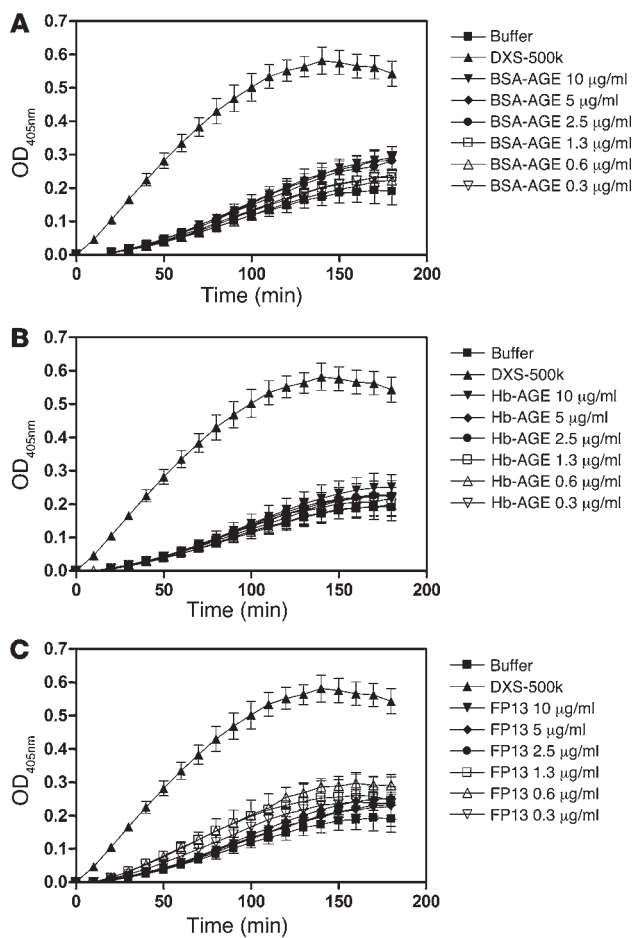 A
0.7
0.6
0.5
0.4
0.3
0.2
0.1
0.0
OD405nm
0 50 100 150 200
Time (min)
Buffer
DXS-500k
BSA-AGE 10 μg/ml
BSA-AGE 5 μg/ml
BSA-AGE 2.5 μg/ml
BSA-AGE 1.3 μg/ml
BSA-AGE 0.6 μg/ml
BSA-AGE 0.3 μg/ml
B
0.7
0.6
0.5
0.4
0.3
0.2
0.1
0.0
OD405nm
0 50 100 150 200
Time (min)
Buffer
DXS-500k
Hb-AGE 10 μg/ml
Hb-AGE 5 μg/ml
Hb-AGE 2.5 μg/ml
Hb-AGE 1.3 μg/ml
Hb-AGE 0.6 μg/ml
Hb-AGE 0.3 μg/ml
C
0.7
0.6
0.5
0.4
0.3
0.2
0.1
0.0
OD405nm
0 50 100 150 200
Time (min)
Buffer
DXS-500k
FP13 10 μg/ml
FP13 5 μg/ml
FP13 2.5 μg/ml
FP13 1.3 μg/ml
FP13 0.6 μg/ml
FP13 0.3 μg/ml